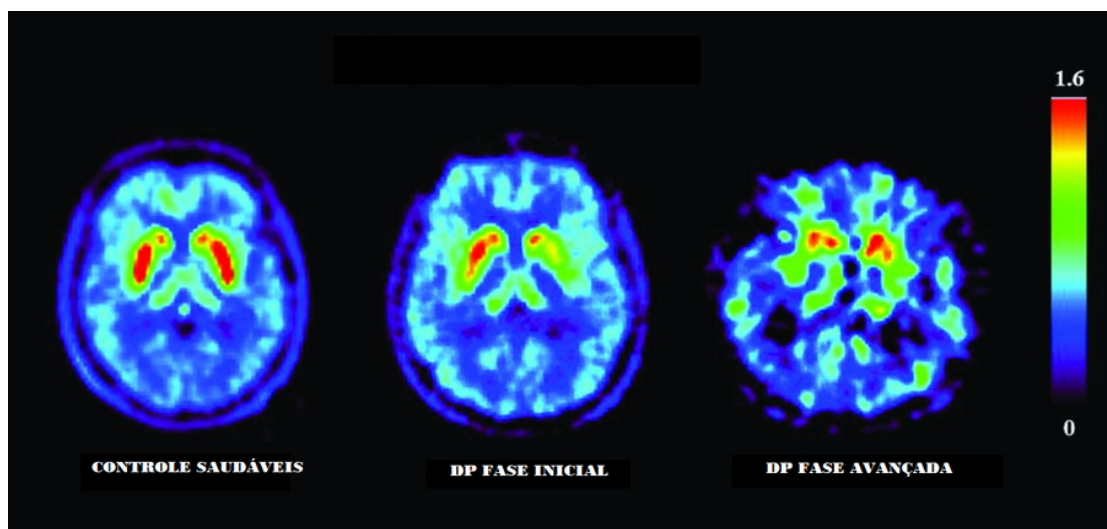 1.6
0
CONTROLE SAUDÁVEIS
DP FASE INICIAL
DP FASE AVANÇADA